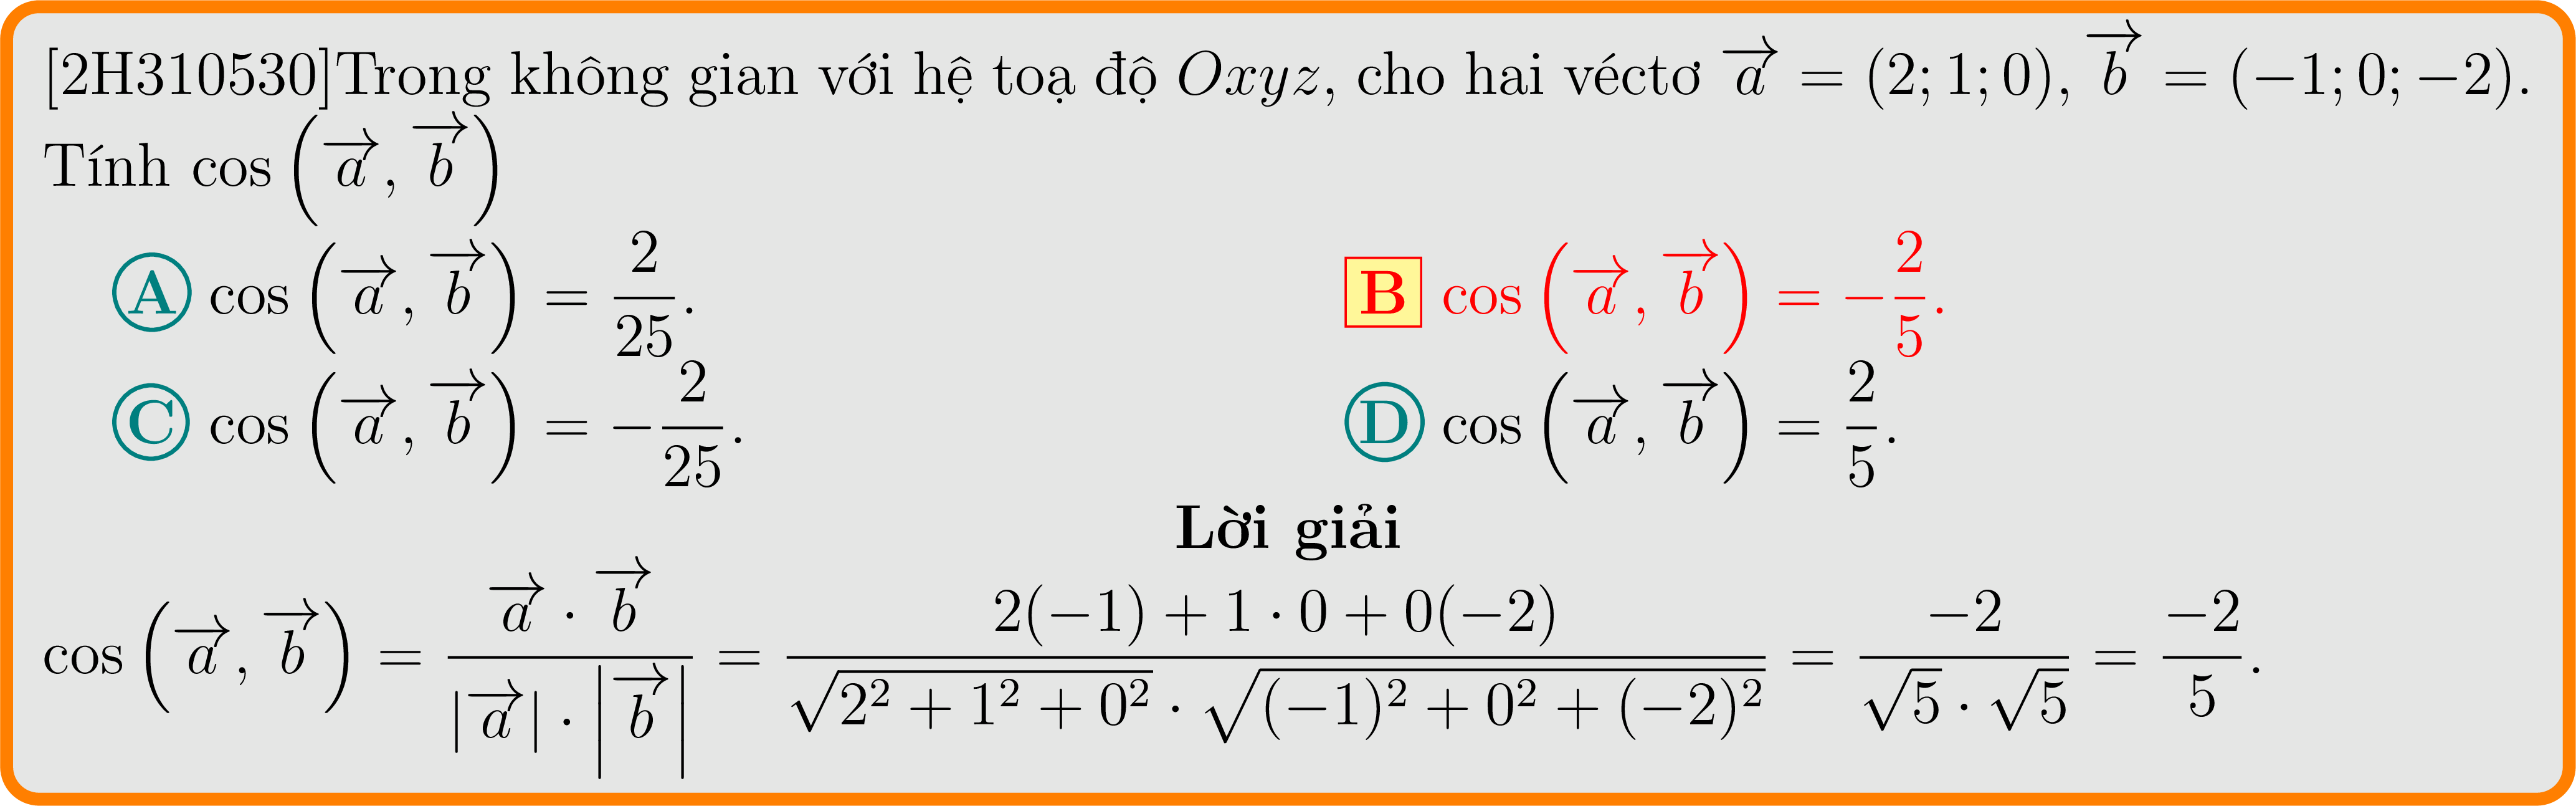 [2H310530]Trong không gian với hệ toạ độ $Oxyz$, cho hai véctơ $\overrightarrow{a} = (2; 1; 0), \overrightarrow{b} = (-1; 0; -2)$.
Tính $\cos\left(\overrightarrow{a}, \overrightarrow{b}\right)$
A $\cos\left(\overrightarrow{a}, \overrightarrow{b}\right) = \frac{2}{25}$. B $\cos\left(\overrightarrow{a}, \overrightarrow{b}\right) = -\frac{2}{5}$.
C $\cos\left(\overrightarrow{a}, \overrightarrow{b}\right) = -\frac{2}{25}$. D $\cos\left(\overrightarrow{a}, \overrightarrow{b}\right) = \frac{2}{5}$.
Lời giải
$\cos\left(\overrightarrow{a}, \overrightarrow{b}\right) = \frac{\overrightarrow{a} \cdot \overrightarrow{b}}{|\overrightarrow{a}| \cdot \left|\overrightarrow{b}\right|} = \frac{2(-1) + 1 \cdot 0 + 0(-2)}{\sqrt{2^2 + 1^2 + 0^2} \cdot \sqrt{(-1)^2 + 0^2 + (-2)^2}} = \frac{-2}{\sqrt{5} \cdot \sqrt{5}} = \frac{-2}{5}$.